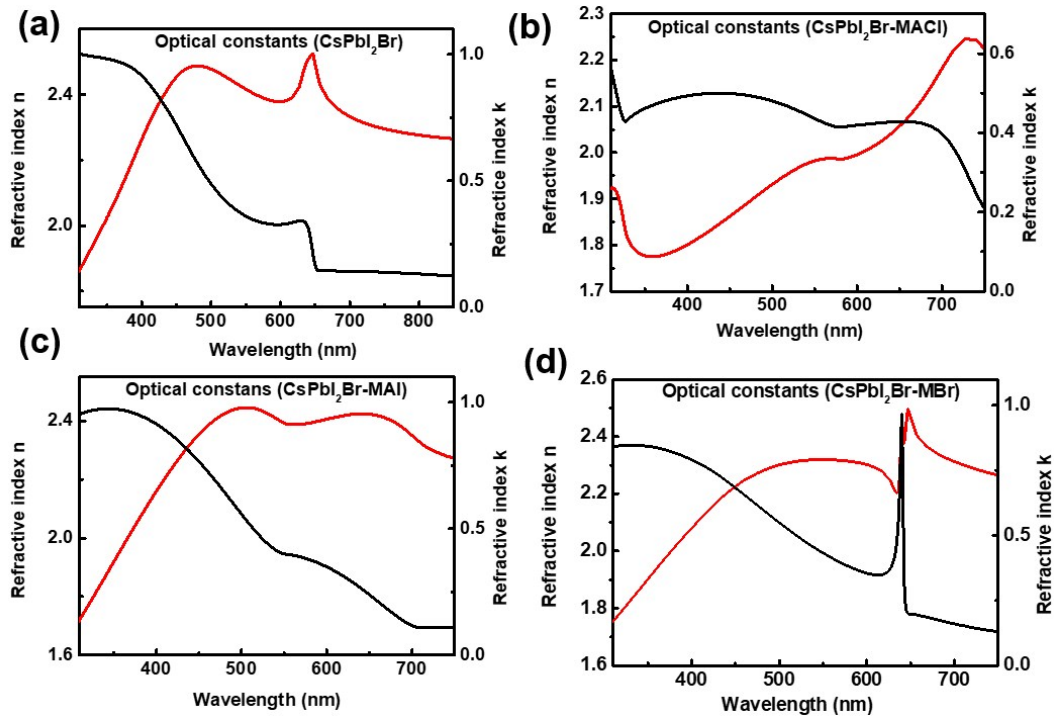 (a)
Optical constants (CsPbI₂Br)
Refractive index n
2.4
2.0
1.0
0.5
0.0
Refractice index k
400 500 600 700 800
Wavelength (nm)
(b)
Optical constants (CsPbI₂Br-MACl)
Refractive index n
2.3
2.2
2.1
2.0
1.9
1.8
1.7
0.6
0.4
0.2
0.0
Refractive index k
400 500 600 700
Wavelength (nm)
(c)
Optical constans (CsPbI₂Br-MAI)
Refractive index n
2.4
2.0
1.6
1.0
0.5
0.0
Refractive index k
400 500 600 700
Wavelength (nm)
(d)
Optical constants (CsPbI₂Br-MBr)
Refractive index n
2.6
2.4
2.2
2.0
1.8
1.6
1.0
0.5
0.0
Refractive index k
400 500 600 700
Wavelength (nm)